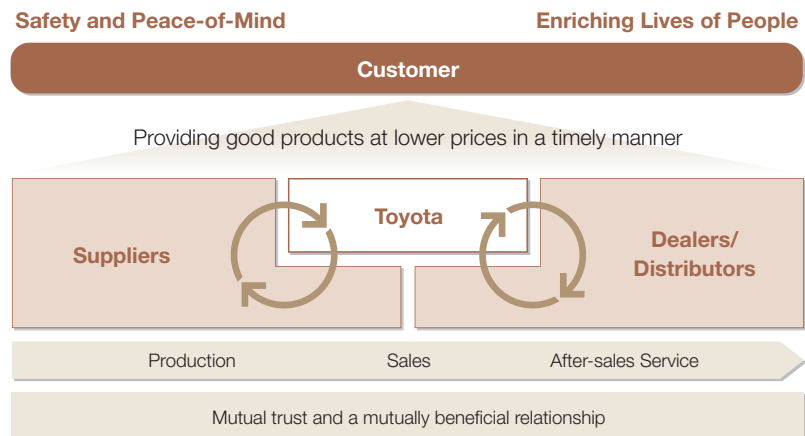 Safety and Peace-of-Mind
Enriching Lives of People
Customer
Providing good products at lower prices in a timely manner
Suppliers
Toyota
Dealers/
Distributors
Production
Sales
After-sales Service
Mutual trust and a mutually beneficial relationship